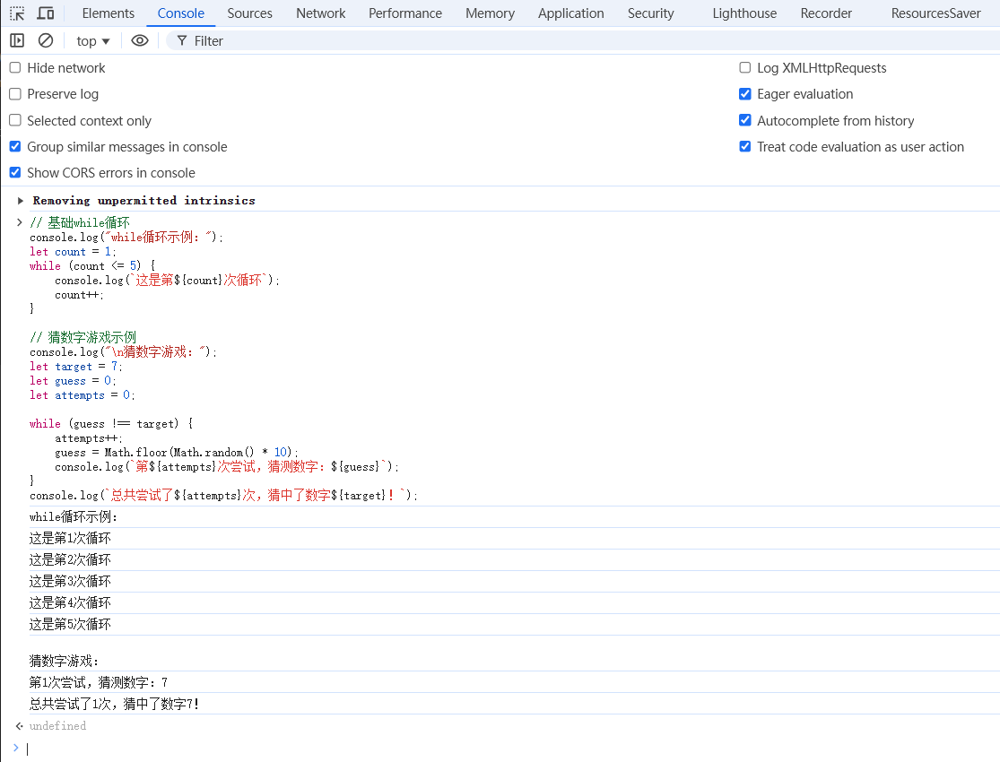 Elements Console Sources Network Performance Memory Application Security Lighthouse Recorder ResourcesSaver
top Filter
Hide network Log XMLHttpRequests
Preserve log Eager evaluation
Selected context only Autocomplete from history
Group similar messages in console Treat code evaluation as user action
Show CORS errors in console
Removing unpermitted intrinsics
// 基础while循环
console.log("while循环示例：");
let count = 1;
while (count <= 5) {
    console.log(`这是第${count}次循环`);
    count++;
}
// 猜数字游戏示例
console.log("\n猜数字游戏：");
let target = 7;
let guess = 0;
let attempts = 0;
while (guess !== target) {
    attempts++;
    guess = Math.floor(Math.random() * 10);
    console.log(`第${attempts}次尝试，猜测数字：${guess}`);
}
console.log(`总共尝试了${attempts}次，猜中了数字${target}！`);
while循环示例：
这是第1次循环
这是第2次循环
这是第3次循环
这是第4次循环
这是第5次循环
猜数字游戏：
第1次尝试，猜测数字：7
总共尝试了1次，猜中了数字7！
undefined